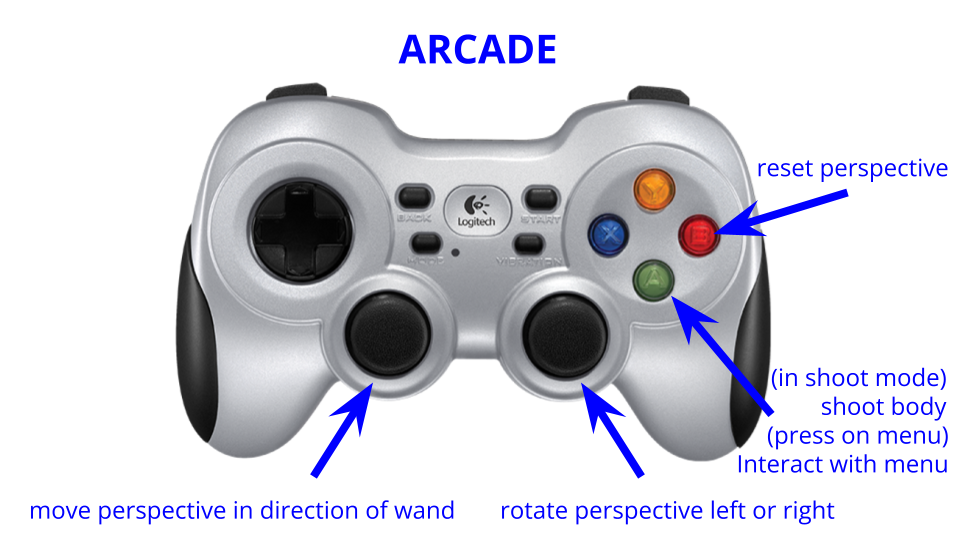 ARCADE
reset perspective
BACK
Logitech
START
MODE
VIBRATION
Y
X
B
A
(in shoot mode)
shoot body
(press on menu)
Interact with menu
move perspective in direction of wand
rotate perspective left or right